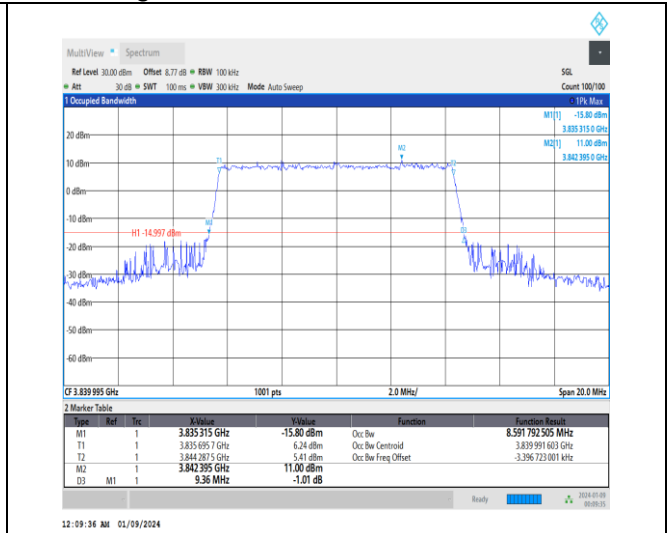 MultiView Spectrum
Ref Level 30.00 dBm Offset 8.77 dB RBW 100 kHz SGL
Att 30 dB SWT 100 ms VBW 300 kHz Mode Auto Sweep Count 100/100
1 Occupied Bandwidth 1Pk Max
M1[1] -15.80 dBm
3.835 315 0 GHz
M2[1] 11.00 dBm
3.842 395 0 GHz
20 dBm
M2
10 dBm
T1
T2
0 dBm
-10 dBm
H1 -14.997 dBm
D3
-20 dBm
-30 dBm
-40 dBm
-50 dBm
-60 dBm
CF 3.839 995 GHz 1001 pts 2.0 MHz/ Span 20.0 MHz
2 Marker Table
Type Ref Trc X-Value Y-Value Function Function Result
M1 1 3.835 315 GHz -15.80 dBm Occ Bw 8.591 792 505 MHz
T1 1 3.835 695 7 GHz 6.24 dBm Occ Bw Centroid 3.839 991 603 GHz
T2 1 3.844 287 5 GHz 5.41 dBm Occ Bw Freq Offset -3.396 723 001 kHz
M2 1 3.842 395 GHz 11.00 dBm
D3 M1 1 9.36 MHz -1.01 dB
Ready 2024-01-09
00:09:35
12:09:36 AM 01/09/2024